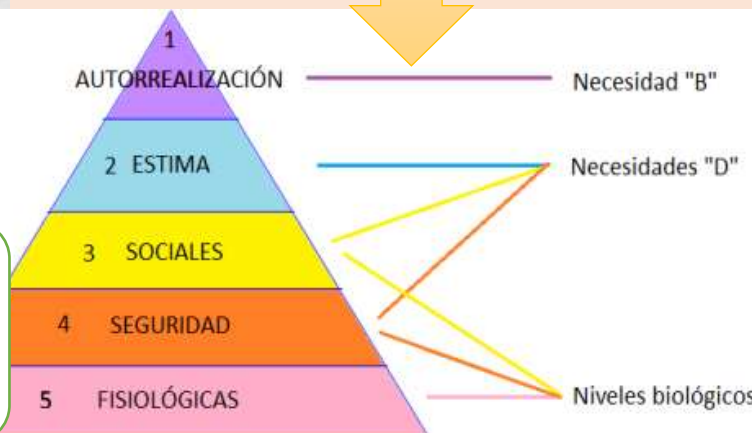 1
AUTORREALIZACIÓN
Necesidad "B"
2 ESTIMA
Necesidades "D"
3 SOCIALES
4 SEGURIDAD
5 FISIOLÓGICAS
Niveles biológicos